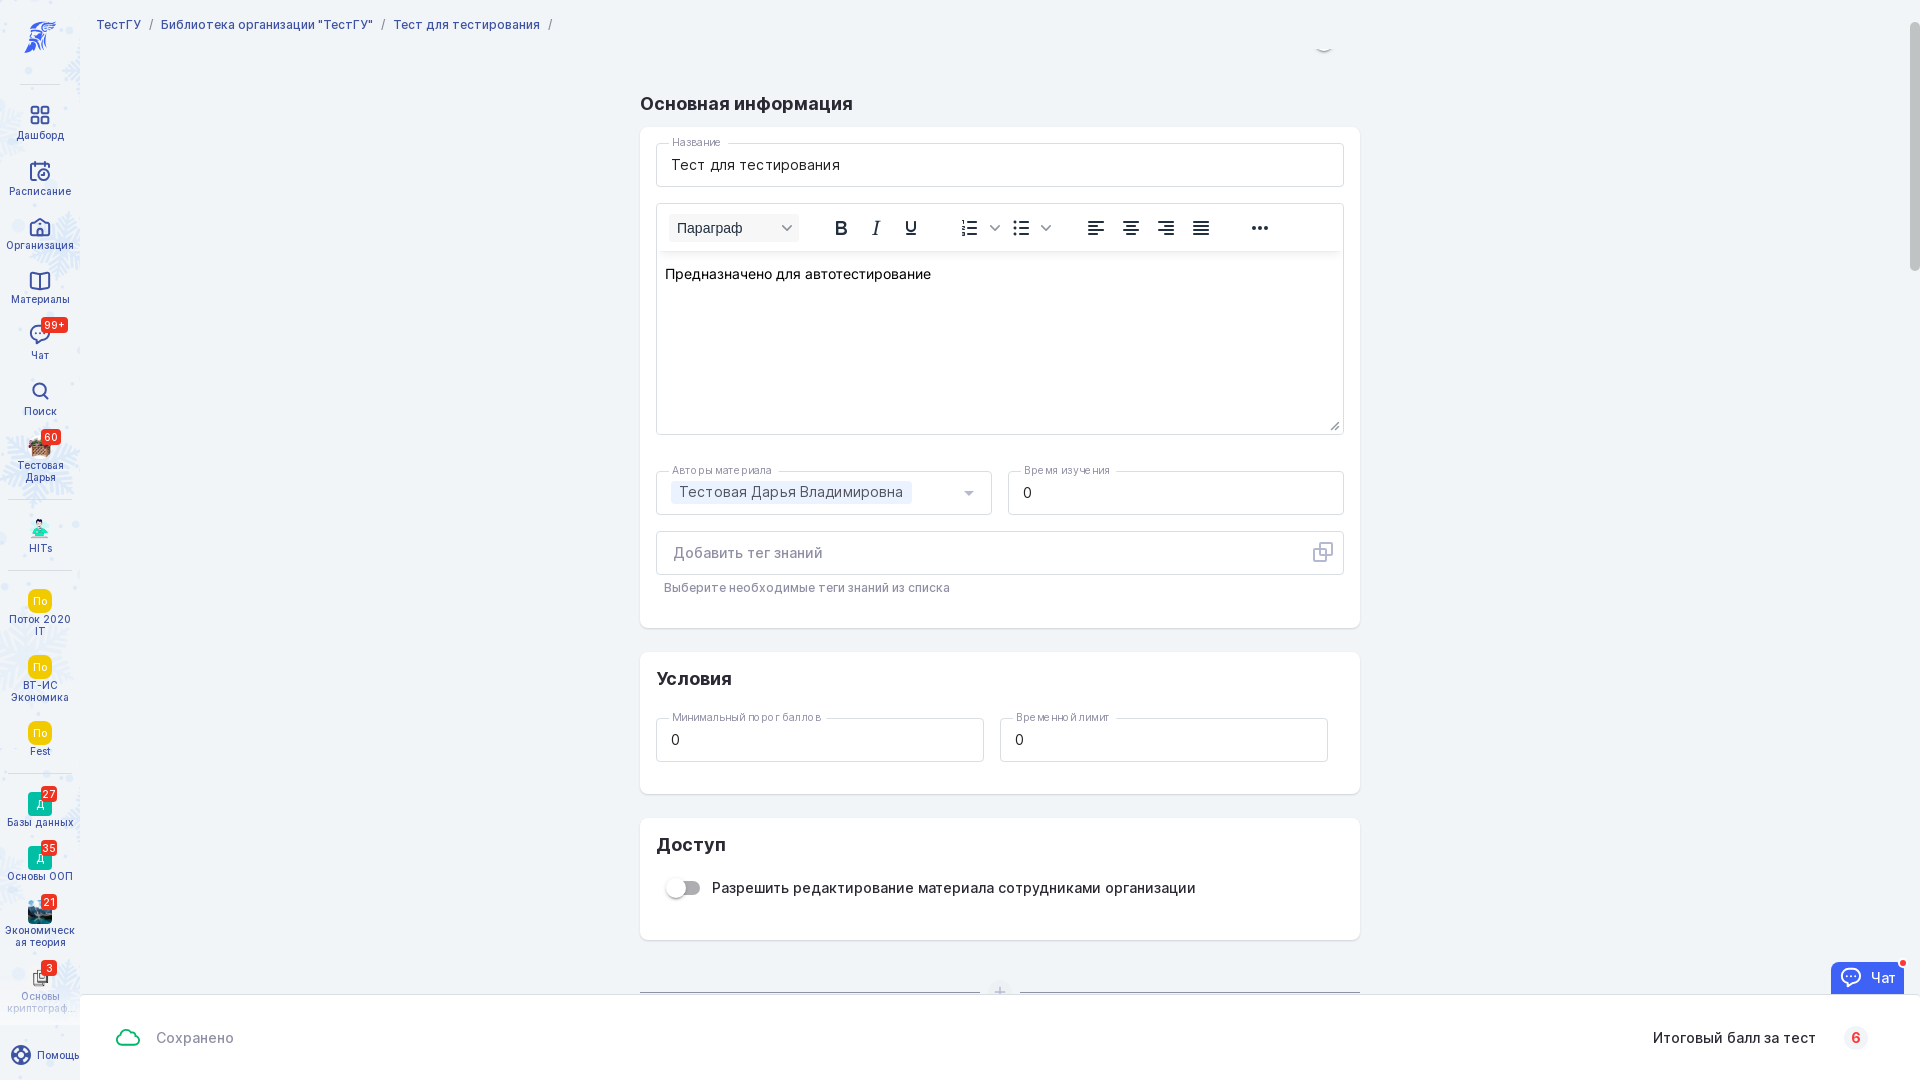 ТестГУ / Библиотека организации "ТестГУ" / Тест для тестирования /
Дашборд
Расписание
Организация
Материалы
99+
Чат
Поиск
60
Тестовая
Дарья
HITs
По
Поток 2020
IT
По
ВТ-ИС
Экономика
По
Fest
27
Д
Базы данных
35
Д
Основы ООП
21
Экономическ
ая теория
3
Основы
криптограф...
Помощь
Основная информация
Название
Тест для тестирования
Параграф
Предназначено для автотестирование
Авторы материала
Тестовая Дарья Владимировна
Время изучения
0
Добавить тег знаний
Выберите необходимые теги знаний из списка
Условия
Минимальный порог баллов
0
Временной лимит
0
Доступ
Разрешить редактирование материала сотрудниками организации
Чат
Сохранено
Итоговый балл за тест 6